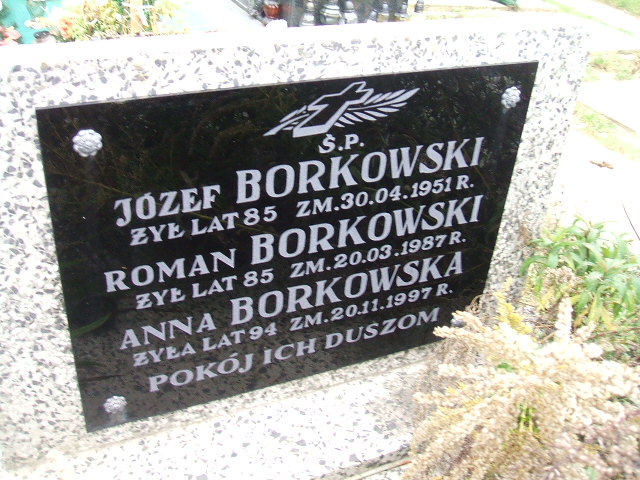 Ś.P.
JÓZEF BORKOWSKI
ŻYŁ LAT 85 ZM. 30.04.1951 R.
ROMAN BORKOWSKI
ŻYŁ LAT 85 ZM. 20.03.1987 R.
ANNA BORKOWSKA
ŻYŁA LAT 94 ZM. 20.11.1997 R.
POKÓJ ICH DUSZOM